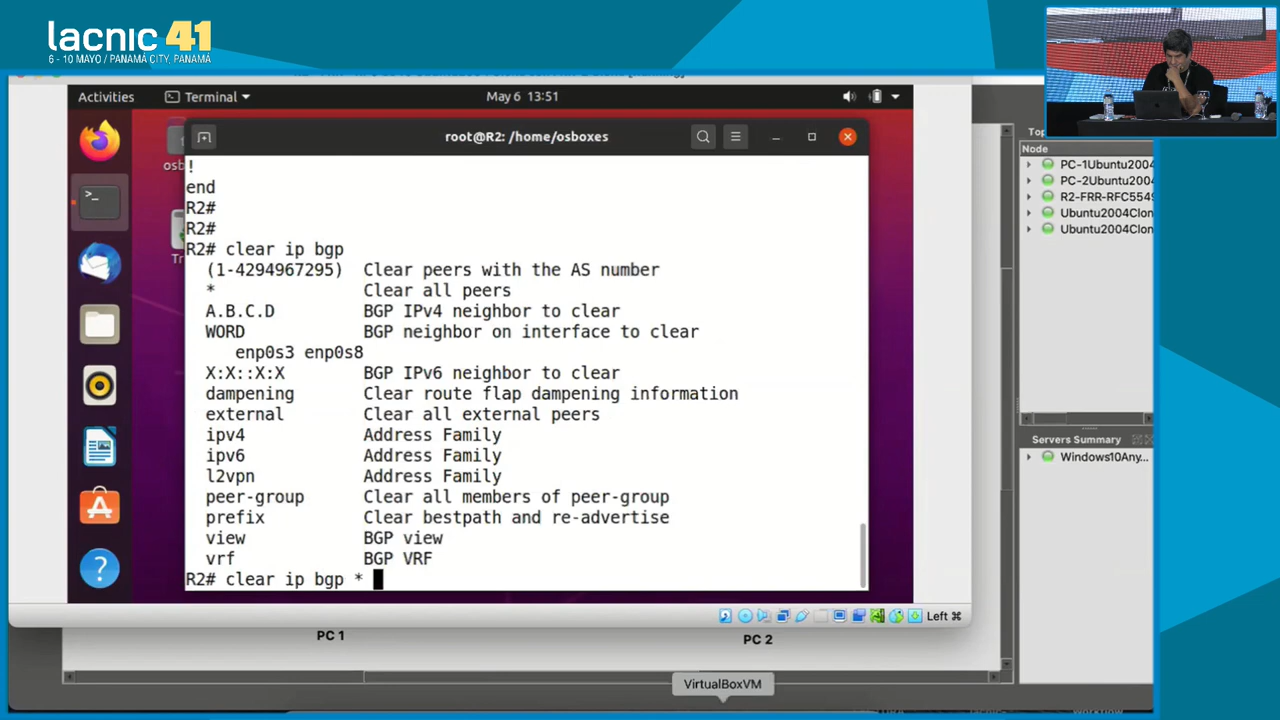 lacnic 41
6 - 10 MAYO / PANAMÁ CITY, PANAMÁ
Activities
Terminal
May 6 13:51
root@R2: /home/osboxes
!
end
R2#
R2#
R2# clear ip bgp
(1-4294967295) Clear peers with the AS number
* Clear all peers
A.B.C.D BGP IPv4 neighbor to clear
WORD BGP neighbor on interface to clear
enp0s3 enp0s8
X:X::X:X BGP IPv6 neighbor to clear
dampening Clear route flap dampening information
external Clear all external peers
ipv4 Address Family
ipv6 Address Family
l2vpn Address Family
peer-group Clear all members of peer-group
prefix Clear bestpath and re-advertise
view BGP view
vrf BGP VRF
R2# clear ip bgp *
Left ⌘
PC 1
PC 2
VirtualBoxVM
Node
PC-1Ubuntu2004
PC-2Ubuntu2004
R2-FRR-RFC5549
Ubuntu2004Clon
Ubuntu2004Clon
Servers Summary
Windows10Any...